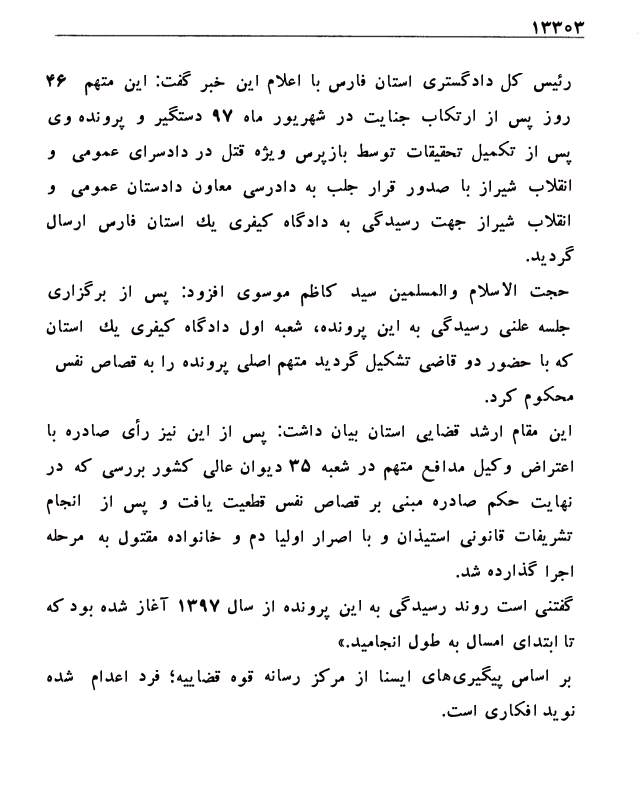 ۱۳۳۰۳
رئیس کل دادگستری استان فارس با اعلام این خبر گفت: این متهم ۴۶
روز پس از ارتکاب جنایت در شهریور ماه ۹۷ دستگیر و پرونده وی
پس از تکمیل تحقیقات توسط بازپرس ویژه قتل در دادسرای عمومی و
انقلاب شیراز با صدور قرار جلب به دادرسی معاون دادستان عمومی و
انقلاب شیراز جهت رسیدگی به دادگاه کیفری یك استان فارس ارسال
گردید.
حجت الاسلام والمسلمین سید کاظم موسوی افزود: پس از برگزاری
جلسه علنی رسیدگی به این پرونده، شعبه اول دادگاه کیفری یك استان
که با حضور دو قاضی تشکیل گردید متهم اصلی پرونده را به قصاص نفس
محکوم کرد.
این مقام ارشد قضایی استان بیان داشت: پس از این نیز رأی صادره با
اعتراض وکیل مدافع متهم در شعبه ۳۵ دیوان عالی کشور بررسی که در
نهایت حکم صادره مبنی بر قصاص نفس قطعیت یافت و پس از انجام
تشریفات قانونی استیذان و با اصرار اولیا دم و خانواده مقتول به مرحله
اجرا گذارده شد.
گفتنی است روند رسیدگی به این پرونده از سال ۱۳۹۷ آغاز شده بود که
تا ابتدای امسال به طول انجامید.»
بر اساس پیگیری‌های ایسنا از مرکز رسانه قوه قضاییه؛ فرد اعدام شده
نوید افکاری است.